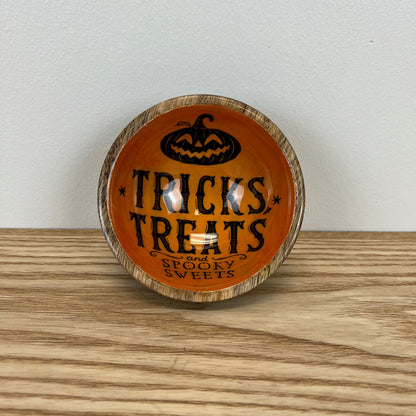 TRICKS,
TREATS
and
SPOOKY
SWEETS